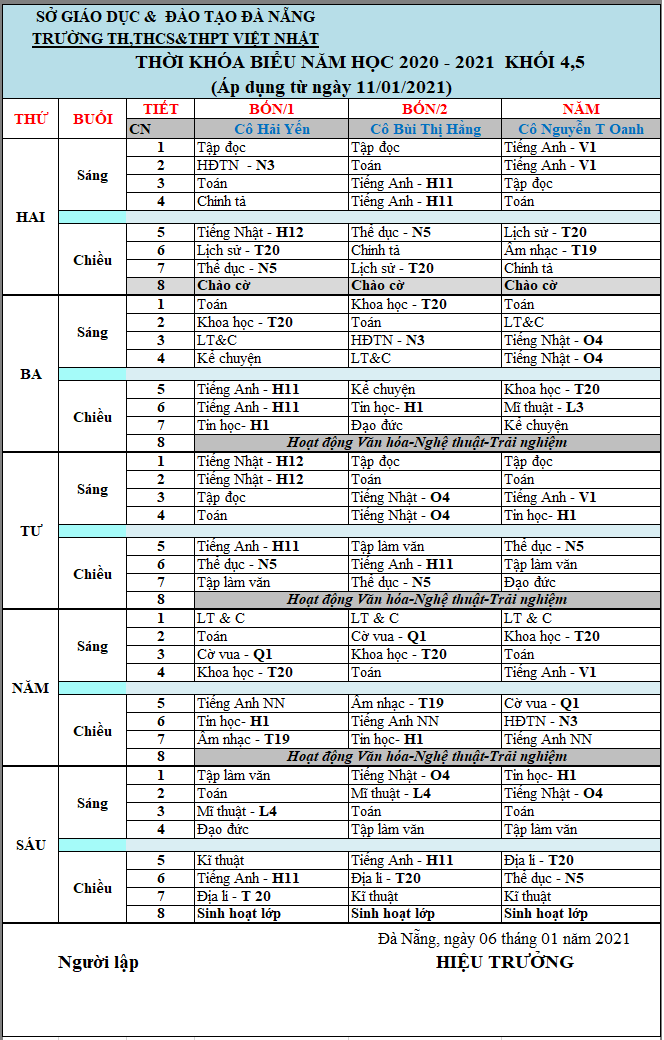 SỞ GIÁO DỤC & ĐÀO TẠO ĐÀ NẴNG
TRƯỜNG TH,THCS&THPT VIỆT NHẬT
THỜI KHÓA BIỂU NĂM HỌC 2020 - 2021 KHỐI 4,5
(Áp dụng từ ngày 11/01/2021)
THỨ BUỔI TIẾT BỐN/1 BỐN/2 NĂM
CN Cô Hải Yến Cô Bùi Thị Hằng Cô Nguyễn T Oanh
HAI
Sáng
1 Tập đọc Tập đọc Tiếng Anh - V1
2 HĐTN - N3 Toán Tiếng Anh - V1
3 Toán Tiếng Anh - H11 Tập đọc
4 Chính tả Tiếng Anh - H11 Toán
Chiều
5 Tiếng Nhật - H12 Thể dục - N5 Lịch sử - T20
6 Lịch sử - T20 Chính tả Âm nhạc - T19
7 Thể dục - N5 Lịch sử - T20 Chính tả
8 Chào cờ Chào cờ Chào cờ
BA
Sáng
1 Toán Khoa học - T20 Toán
2 Khoa học - T20 Toán LT&C
3 LT&C HĐTN - N3 Tiếng Nhật - O4
4 Kể chuyện LT&C Tiếng Nhật - O4
Chiều
5 Tiếng Anh - H11 Kể chuyện Khoa học - T20
6 Tiếng Anh - H11 Tin học- H1 Mĩ thuật - L3
7 Tin học- H1 Đạo đức Kể chuyện
8 Hoạt động Văn hóa-Nghệ thuật-Trải nghiệm
TƯ
Sáng
1 Tiếng Nhật - H12 Tập đọc Tập đọc
2 Tiếng Nhật - H12 Toán Toán
3 Tập đọc Tiếng Nhật - O4 Tiếng Anh - V1
4 Toán Tiếng Nhật - O4 Tin học- H1
Chiều
5 Tiếng Anh - H11 Tập làm văn Thể dục - N5
6 Thể dục - N5 Tiếng Anh - H11 Tập làm văn
7 Tập làm văn Thể dục - N5 Đạo đức
8 Hoạt động Văn hóa-Nghệ thuật-Trải nghiệm
NĂM
Sáng
1 LT & C LT & C LT & C
2 Toán Cờ vua - Q1 Khoa học - T20
3 Cờ vua - Q1 Khoa học - T20 Toán
4 Khoa học - T20 Toán Tiếng Anh - V1
Chiều
5 Tiếng Anh NN Âm nhạc - T19 Cờ vua - Q1
6 Tin học- H1 Tiếng Anh NN HĐTN - N3
7 Âm nhạc - T19 Tin học- H1 Tiếng Anh NN
8 Hoạt động Văn hóa-Nghệ thuật-Trải nghiệm
SÁU
Sáng
1 Tập làm văn Tiếng Nhật - O4 Tin học- H1
2 Toán Mĩ thuật - L4 Tiếng Nhật - O4
3 Mĩ thuật - L4 Toán Toán
4 Đạo đức Tập làm văn Tập làm văn
Chiều
5 Kĩ thuật Tiếng Anh - H11 Địa lí - T20
6 Tiếng Anh - H11 Địa lí - T20 Thể dục - N5
7 Địa lí - T 20 Kĩ thuật Kĩ thuật
8 Sinh hoạt lớp Sinh hoạt lớp Sinh hoạt lớp
Đà Nẵng, ngày 06 tháng 01 năm 2021
Người lập HIỆU TRƯỞNG